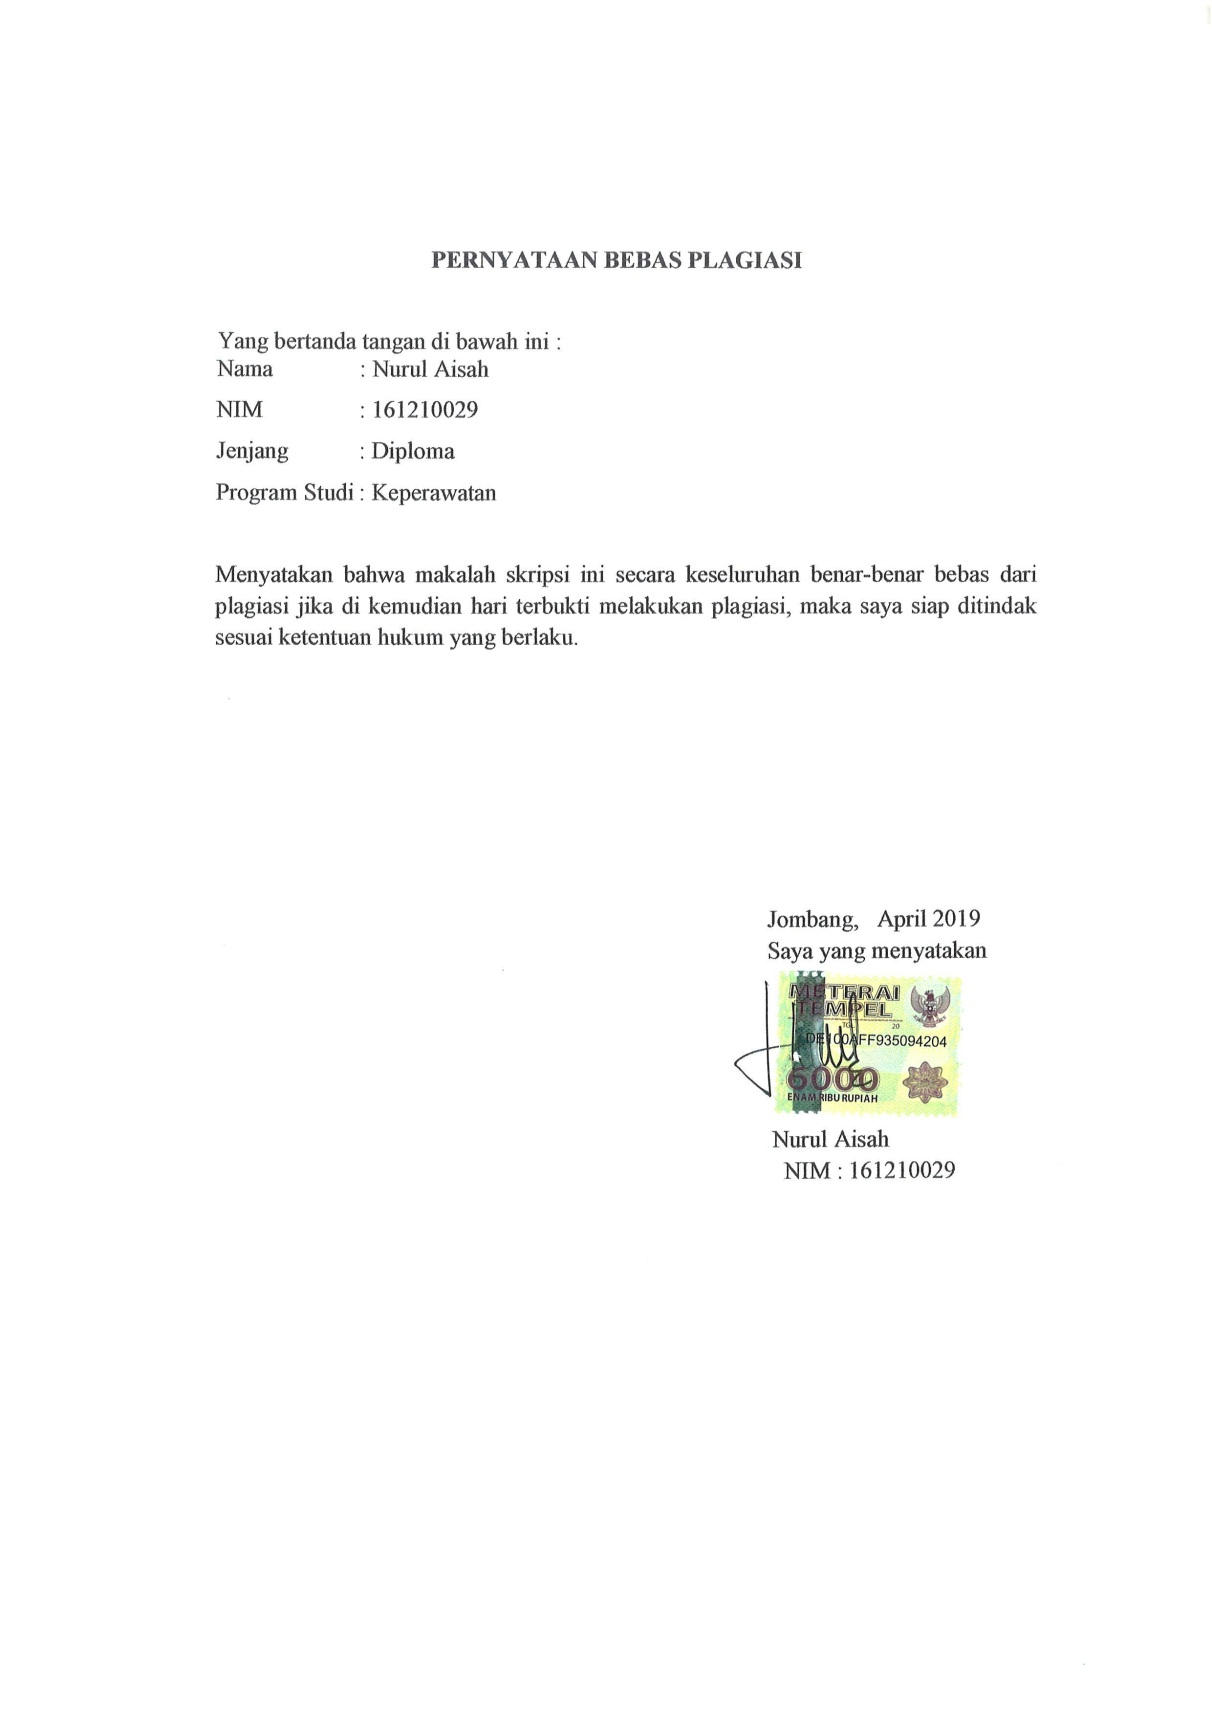 PERNYATAAN BEBAS PLAGIASI
Yang bertanda tangan di bawah ini :
Nama : Nurul Aisah
NIM : 161210029
Jenjang : Diploma
Program Studi : Keperawatan
Menyatakan bahwa makalah skripsi ini secara keseluruhan benar-benar bebas dari
plagiasi jika di kemudian hari terbukti melakukan plagiasi, maka saya siap ditindak
sesuai ketentuan hukum yang berlaku.
Jombang, April 2019
Saya yang menyatakan
METERAI
TEMPEL
TGL 20
FF935094204
6000
ENAM RIBU RUPIAH
Nurul Aisah
NIM : 161210029